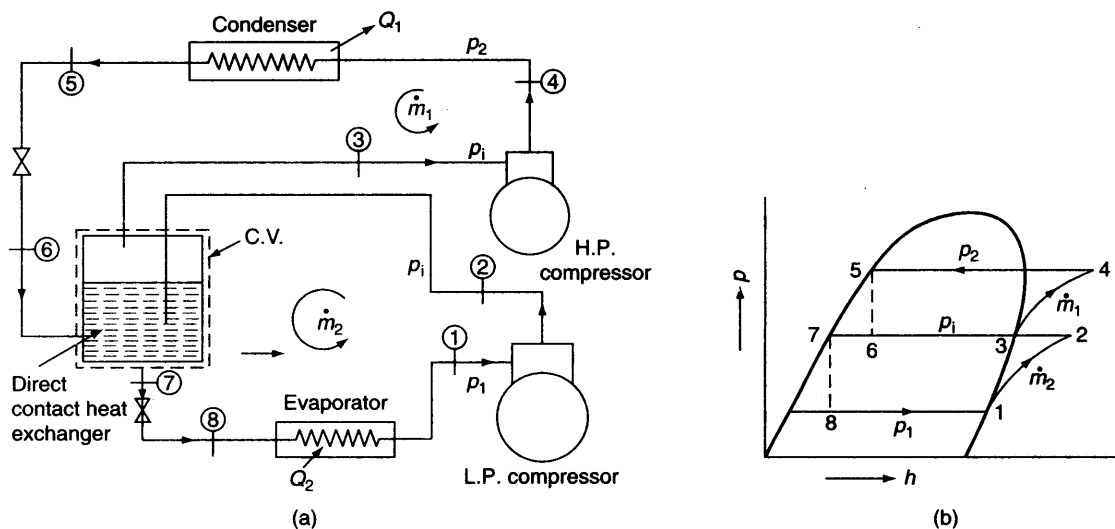 Condenser
Q₁
p₂
⑤
④
ṁ₁
③
pᵢ
⑥
C.V.
H.P.
compressor
pᵢ
②
ṁ₂
①
p₁
⑦
Direct
contact heat
exchanger
⑧
Evaporator
Q₂
L.P. compressor
(a)
p
5
p₂
4
ṁ₁
7
pᵢ
6
3
2
ṁ₂
8
p₁
1
h
(b)